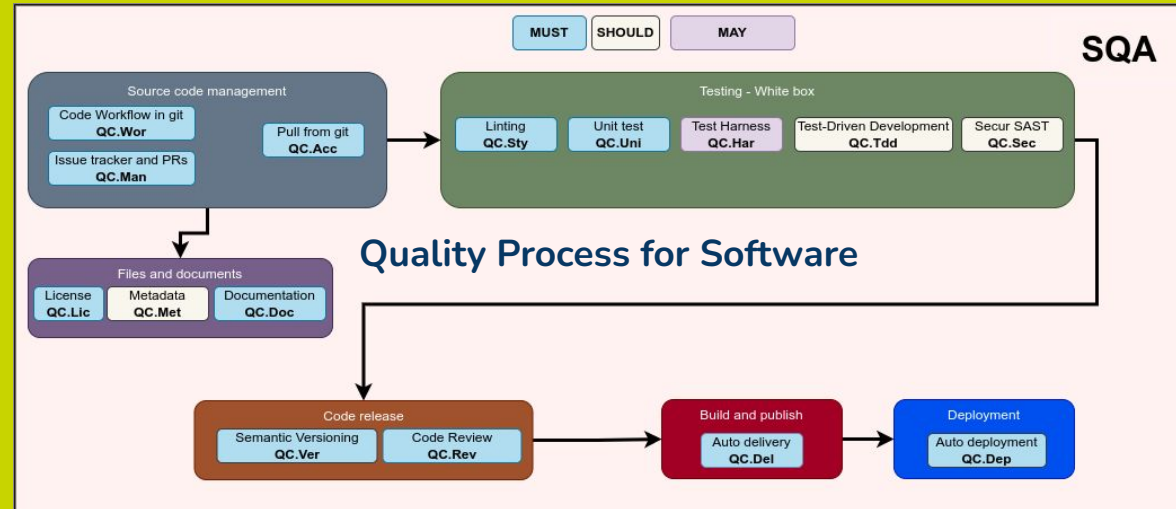 MUST
SHOULD
MAY
SQA
Source code management
Code Workflow in git
QC.Wor
Issue tracker and PRs
QC.Man
Pull from git
QC.Acc
Testing - White box
Linting
QC.Sty
Unit test
QC.Uni
Test Harness
QC.Har
Test-Driven Development
QC.Tdd
Secur SAST
QC.Sec
Quality Process for Software
Files and documents
License
QC.Lic
Metadata
QC.Met
Documentation
QC.Doc
Code release
Semantic Versioning
QC.Ver
Code Review
QC.Rev
Build and publish
Auto delivery
QC.Del
Deployment
Auto deployment
QC.Dep